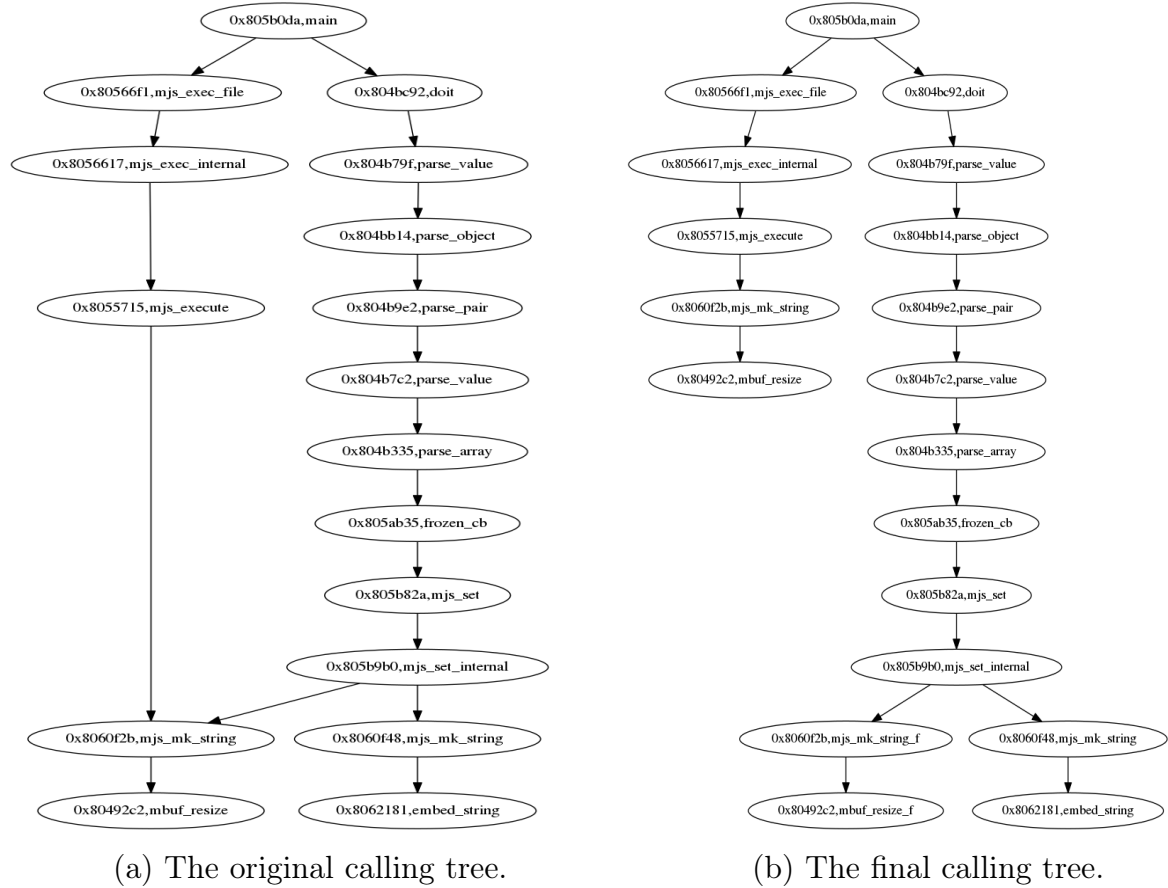 0x805b0da,main
0x80566f1,mjs_exec_file
0x804bc92,doit
0x8056617,mjs_exec_internal
0x804b79f,parse_value
0x804bb14,parse_object
0x8055715,mjs_execute
0x804b9e2,parse_pair
0x804b7c2,parse_value
0x804b335,parse_array
0x805ab35,frozen_cb
0x805b82a,mjs_set
0x805b9b0,mjs_set_internal
0x8060f2b,mjs_mk_string
0x8060f48,mjs_mk_string
0x80492c2,mbuf_resize
0x8062181,embed_string
(a) The original calling tree.
0x805b0da,main
0x80566f1,mjs_exec_file
0x804bc92,doit
0x8056617,mjs_exec_internal
0x804b79f,parse_value
0x8055715,mjs_execute
0x804bb14,parse_object
0x8060f2b,mjs_mk_string
0x804b9e2,parse_pair
0x80492c2,mbuf_resize
0x804b7c2,parse_value
0x804b335,parse_array
0x805ab35,frozen_cb
0x805b82a,mjs_set
0x805b9b0,mjs_set_internal
0x8060f2b,mjs_mk_string_f
0x8060f48,mjs_mk_string
0x80492c2,mbuf_resize_f
0x8062181,embed_string
(b) The final calling tree.